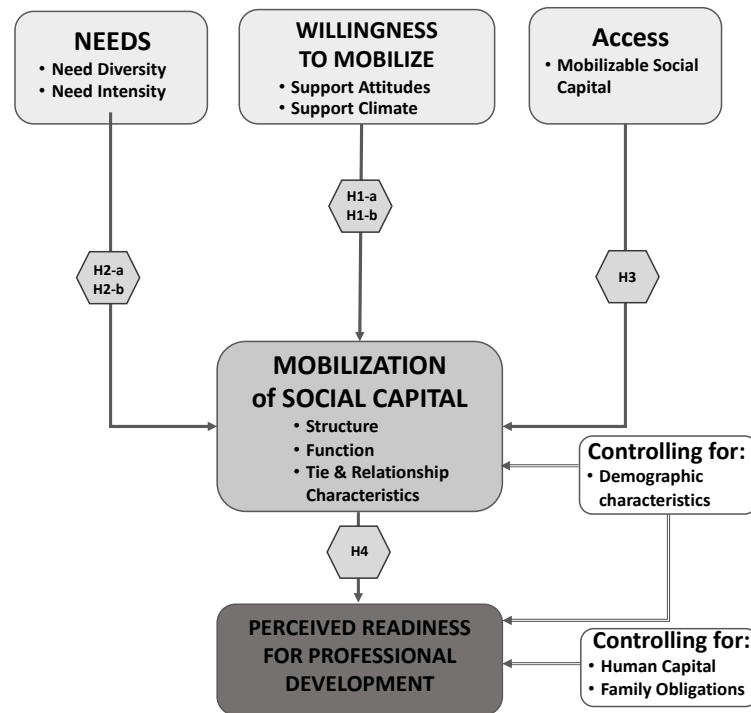 NEEDS
• Need Diversity
• Need Intensity
WILLINGNESS
TO MOBILIZE
• Support Attitudes
• Support Climate
Access
• Mobilizable Social
Capital
H1-a
H1-b
H2-a
H2-b
H3
MOBILIZATION
of SOCIAL CAPITAL
• Structure
• Function
• Tie & Relationship
Characteristics
Controlling for:
• Demographic
characteristics
H4
PERCEIVED READINESS
FOR PROFESSIONAL
DEVELOPMENT
Controlling for:
• Human Capital
• Family Obligations